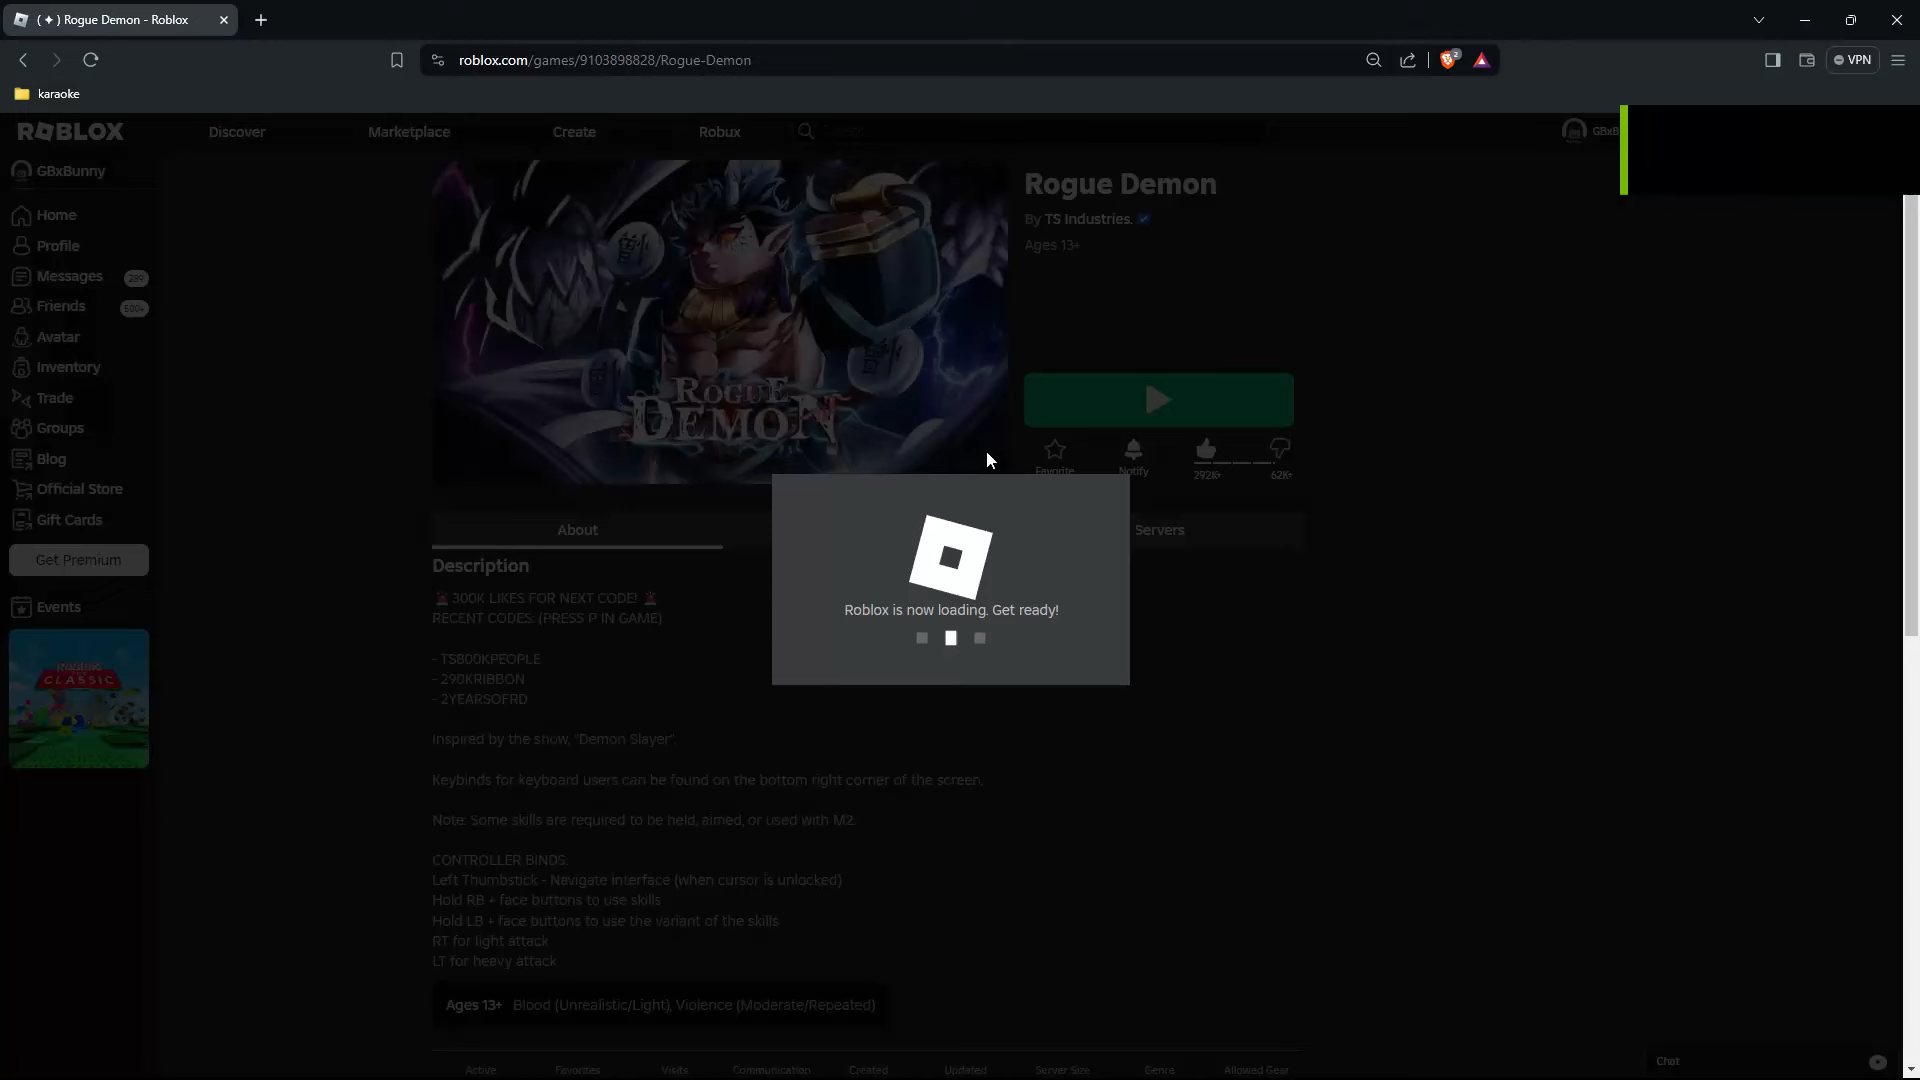 ( ✦ ) Rogue Demon - Roblox
roblox.com/games/9103898828/Rogue-Demon
2
VPN
karaoke
ROBLOX
Discover
Marketplace
Create
Robux
GBxB
GBxBunny
Home
Profile
Messages
Friends
500+
Avatar
Inventory
Trade
Groups
Blog
Official Store
Gift Cards
Get Premium
Events
ROBLOX
CLASSIC
ROGUE
DEMON
Rogue Demon
By TS Industries.
Ages 13+
Favorite
Notify
292K+
62K+
About
Servers
Description
🚨 300K LIKES FOR NEXT CODE! 🚨
RECENT CODES: (PRESS P IN GAME)
- TS800KPEOPLE
- 290KRIBBON
- 2YEARSOFRD
Inspired by the show, "Demon Slayer".
Keybinds for keyboard users can be found on the bottom right corner of the screen.
Note: Some skills are required to be held, aimed, or used with M2.
CONTROLLER BINDS:
Left Thumbstick - Navigate interface (when cursor is unlocked)
Hold RB + face buttons to use skills
Hold LB + face buttons to use the variant of the skills
RT for light attack
LT for heavy attack
Ages 13+ Blood (Unrealistic/Light), Violence (Moderate/Repeated)
Active
Favorites
Visits
Communication
Created
Updated
Server Size
Genre
Allowed Gear
Roblox is now loading. Get ready!
Chat